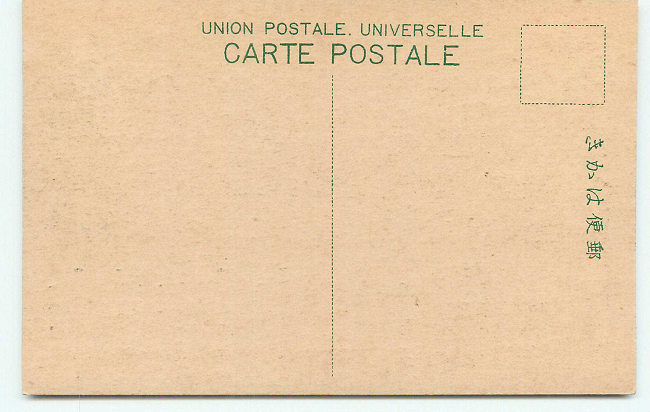 UNION POSTALE. UNIVERSELLE
CARTE POSTALE
きかは便郵